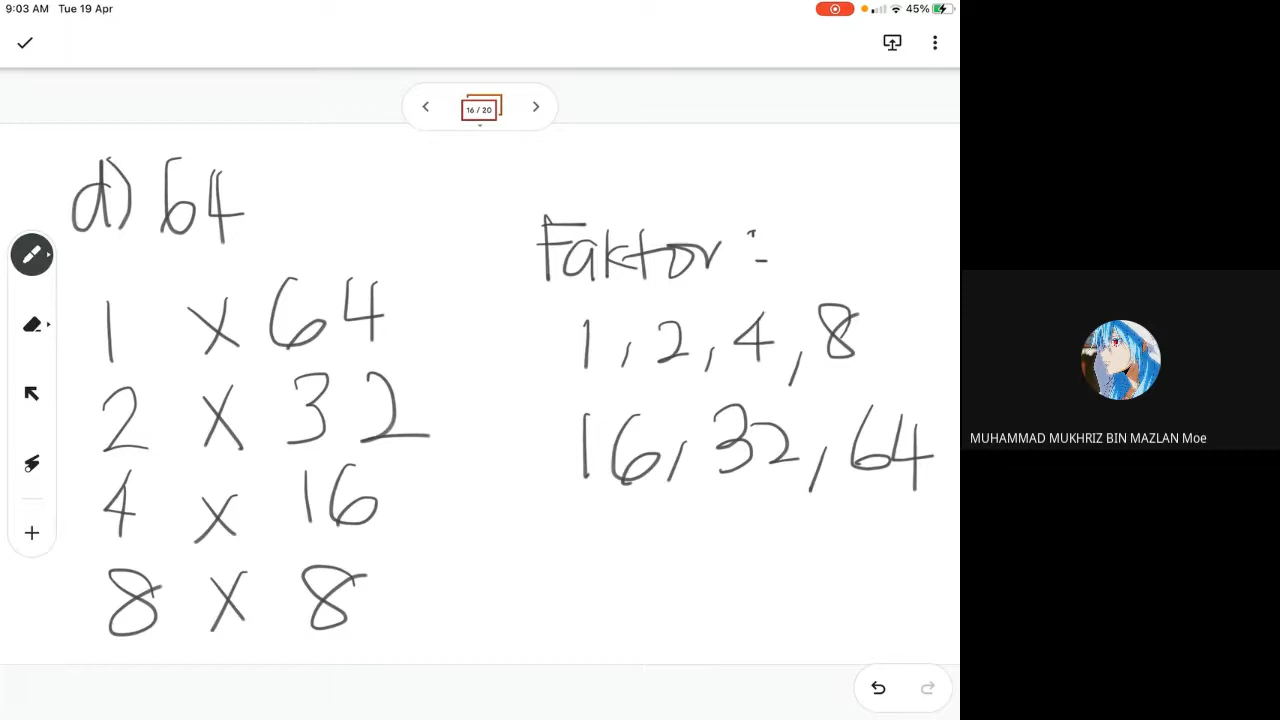 9:03 AM Tue 19 Apr
45%
16 / 20
d) 64
1 x 64
2 x 32
4 x 16
8 x 8
Faktor :
1, 2, 4, 8
16, 32, 64
MUHAMMAD MUKHRIZ BIN MAZLAN Moe